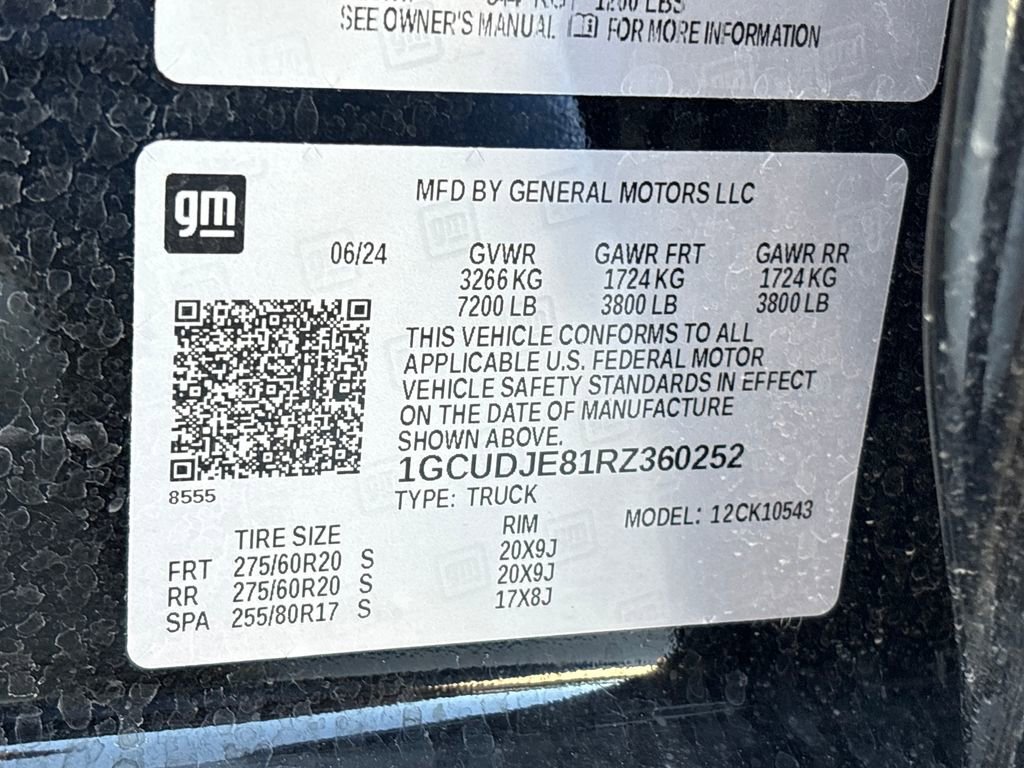 1200 LBS
SEE OWNER'S MANUAL FOR MORE INFORMATION
gm
MFD BY GENERAL MOTORS LLC
06/24 GVWR GAWR FRT GAWR RR
3266 KG 1724 KG 1724 KG
7200 LB 3800 LB 3800 LB
THIS VEHICLE CONFORMS TO ALL
APPLICABLE U.S. FEDERAL MOTOR
VEHICLE SAFETY STANDARDS IN EFFECT
ON THE DATE OF MANUFACTURE
SHOWN ABOVE.
1GCUDJE81RZ360252
8555
TYPE: TRUCK MODEL: 12CK10543
TIRE SIZE RIM
FRT 275/60R20 S 20X9J
RR 275/60R20 S 20X9J
SPA 255/80R17 S 17X8J